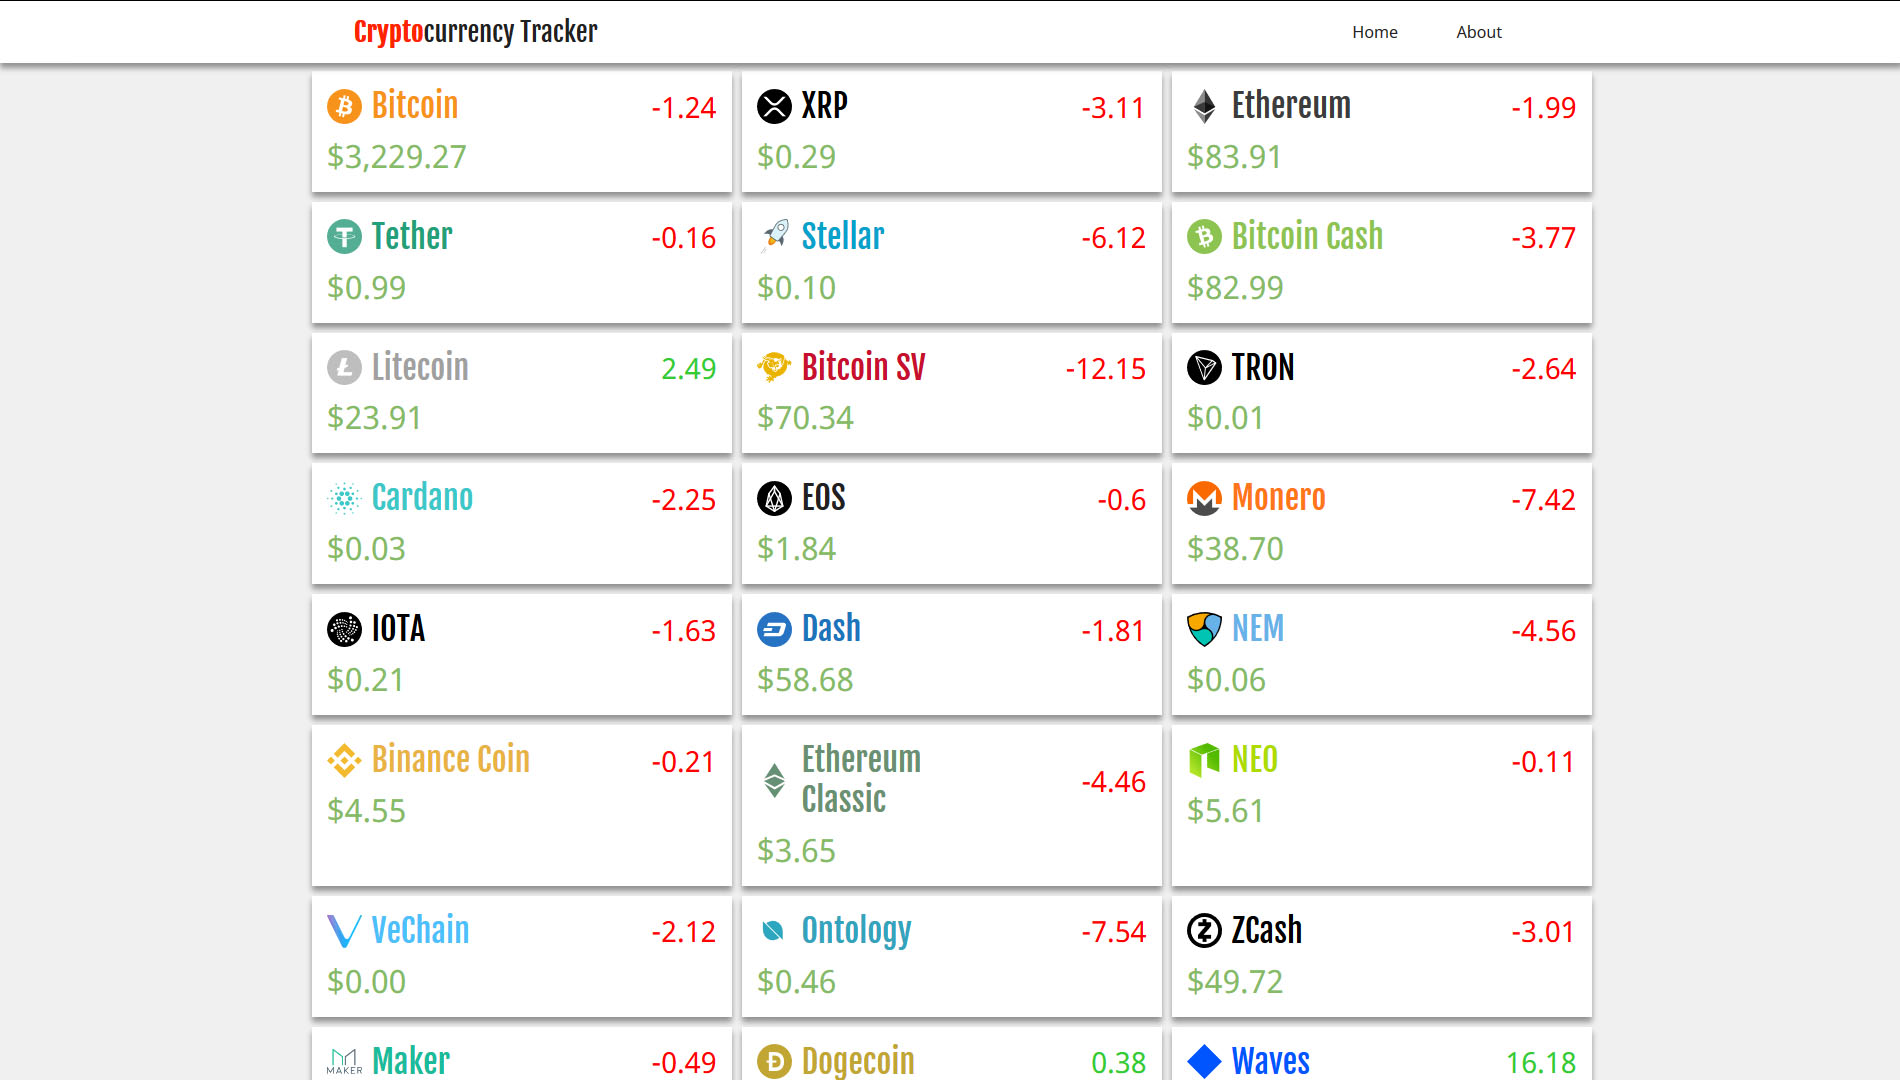 Cryptocurrency Tracker
Home
About
Bitcoin
-1.24
$3,229.27
XRP
-3.11
$0.29
Ethereum
-1.99
$83.91
Tether
-0.16
$0.99
Stellar
-6.12
$0.10
Bitcoin Cash
-3.77
$82.99
Litecoin
2.49
$23.91
Bitcoin SV
-12.15
$70.34
TRON
-2.64
$0.01
Cardano
-2.25
$0.03
EOS
-0.6
$1.84
Monero
-7.42
$38.70
IOTA
-1.63
$0.21
Dash
-1.81
$58.68
NEM
-4.56
$0.06
Binance Coin
-0.21
$4.55
Ethereum
Classic
-4.46
$3.65
NEO
-0.11
$5.61
VeChain
-2.12
$0.00
Ontology
-7.54
$0.46
ZCash
-3.01
$49.72
MAKER
Maker
-0.49
Dogecoin
0.38
Waves
16.18